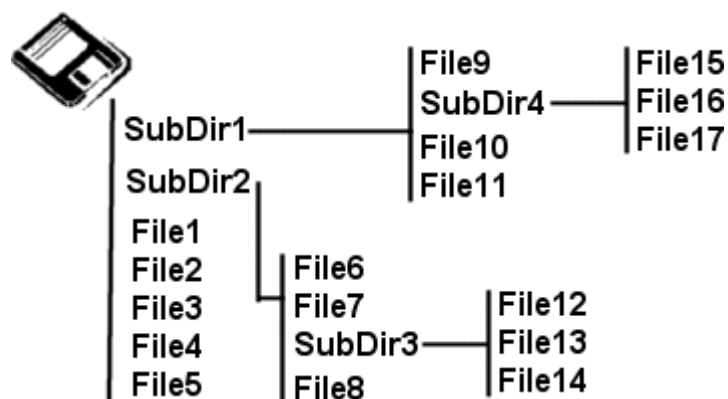 SubDir1
SubDir2
File1
File2
File3
File4
File5
File9
SubDir4
File10
File11
File15
File16
File17
File6
File7
SubDir3
File8
File12
File13
File14